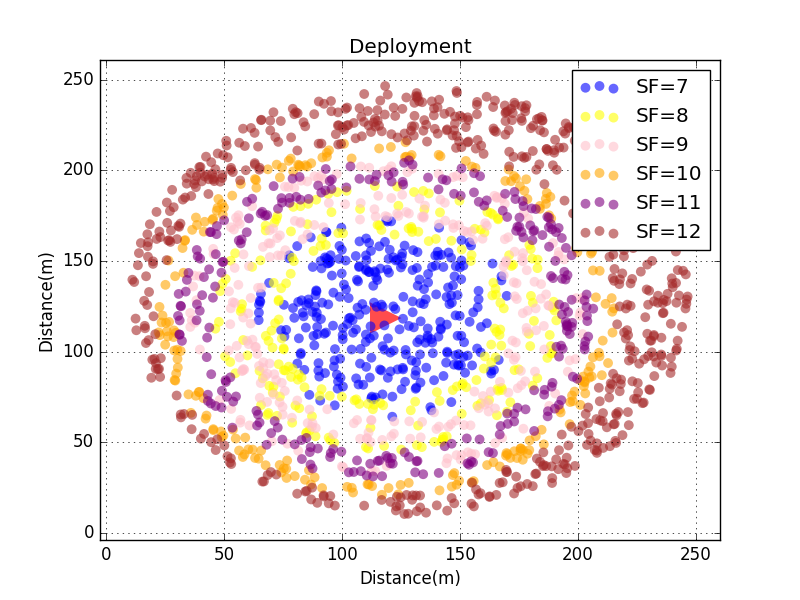 Deployment
250
200
150
100
50
0
Distance(m)
SF=7
SF=8
SF=9
SF=10
SF=11
SF=12
0 50 100 150 200 250
Distance(m)